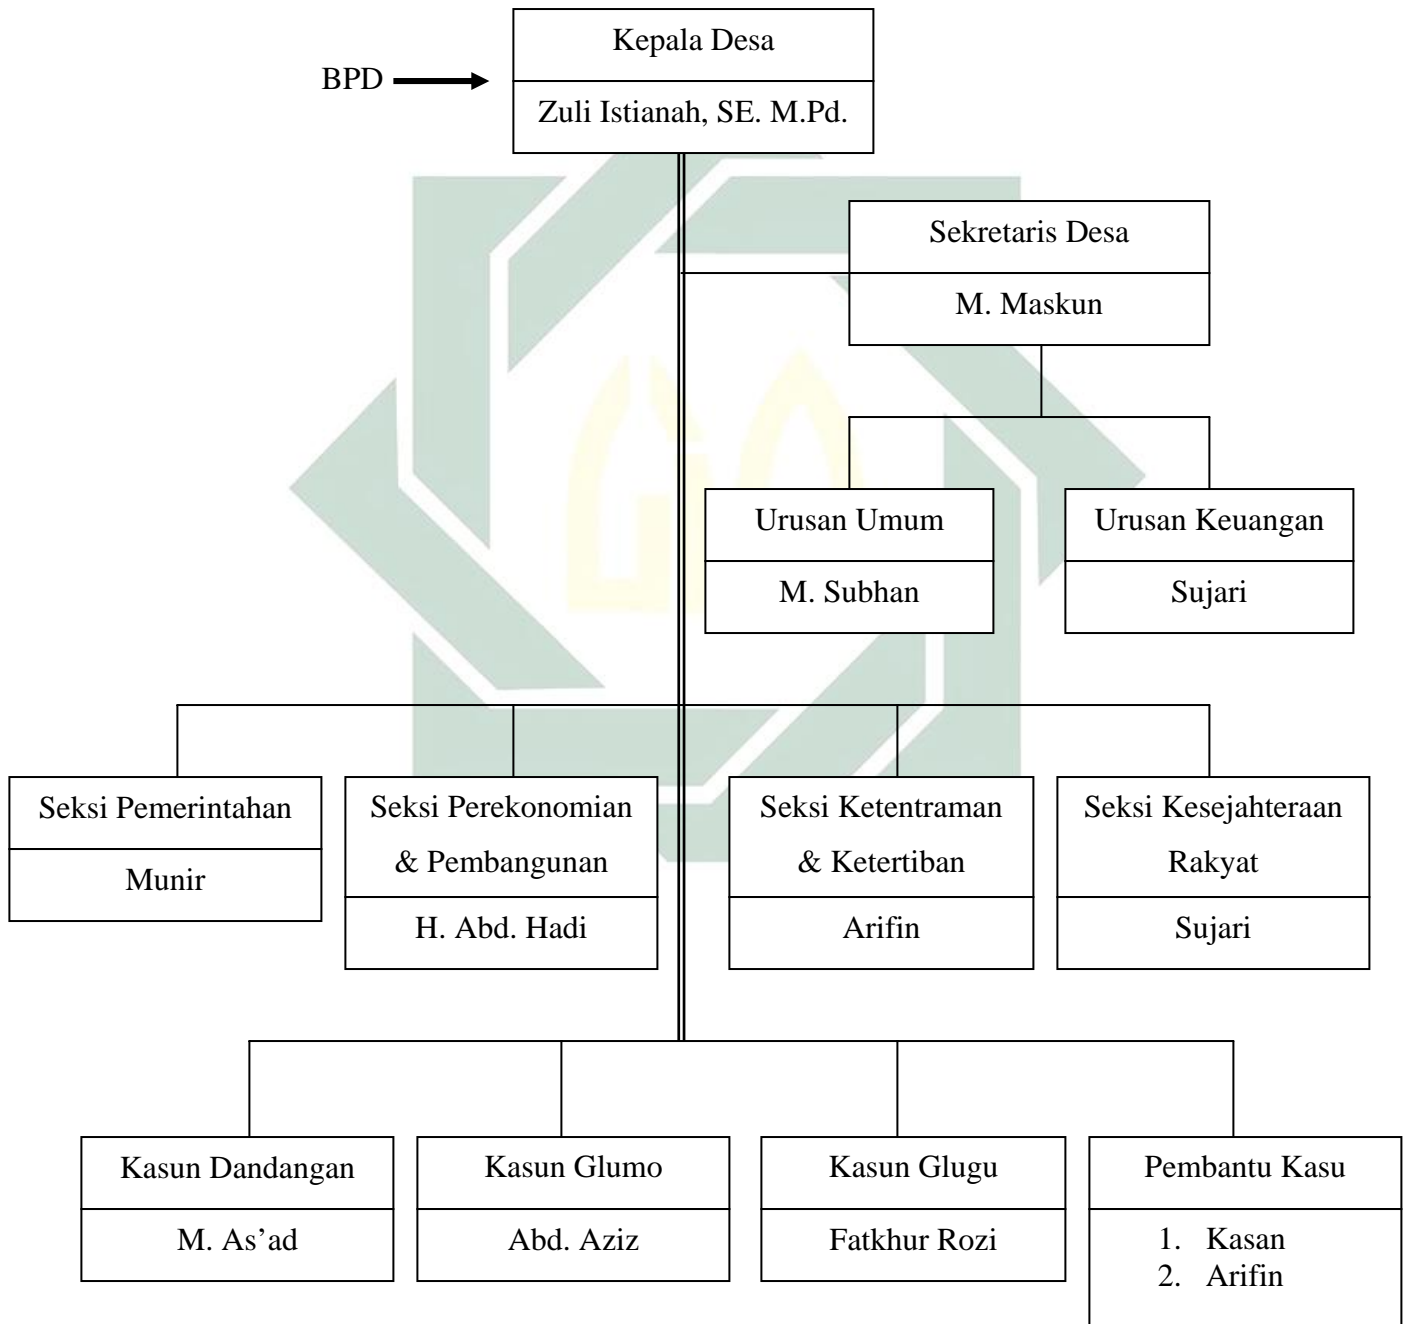 Kepala Desa
BPD
Zuli Istianah, SE. M.Pd.
Sekretaris Desa
M. Maskun
Urusan Umum
M. Subhan
Urusan Keuangan
Sujari
Seksi Pemerintahan
Munir
Seksi Perekonomian
& Pembangunan
H. Abd. Hadi
Seksi Ketentraman
& Ketertiban
Arifin
Seksi Kesejahteraan
Rakyat
Sujari
Kasun Dandangan
M. As’ad
Kasun Glumo
Abd. Aziz
Kasun Glugu
Fatkhur Rozi
Pembantu Kasu
1. Kasan
2. Arifin